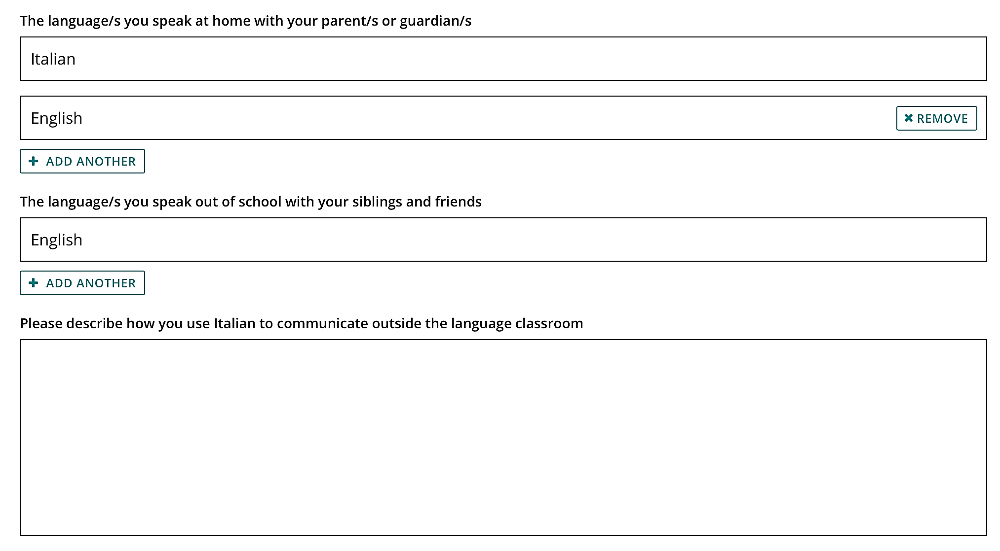 The language/s you speak at home with your parent/s or guardian/s
Italian
English
REMOVE
ADD ANOTHER
The language/s you speak out of school with your siblings and friends
English
ADD ANOTHER
Please describe how you use Italian to communicate outside the language classroom